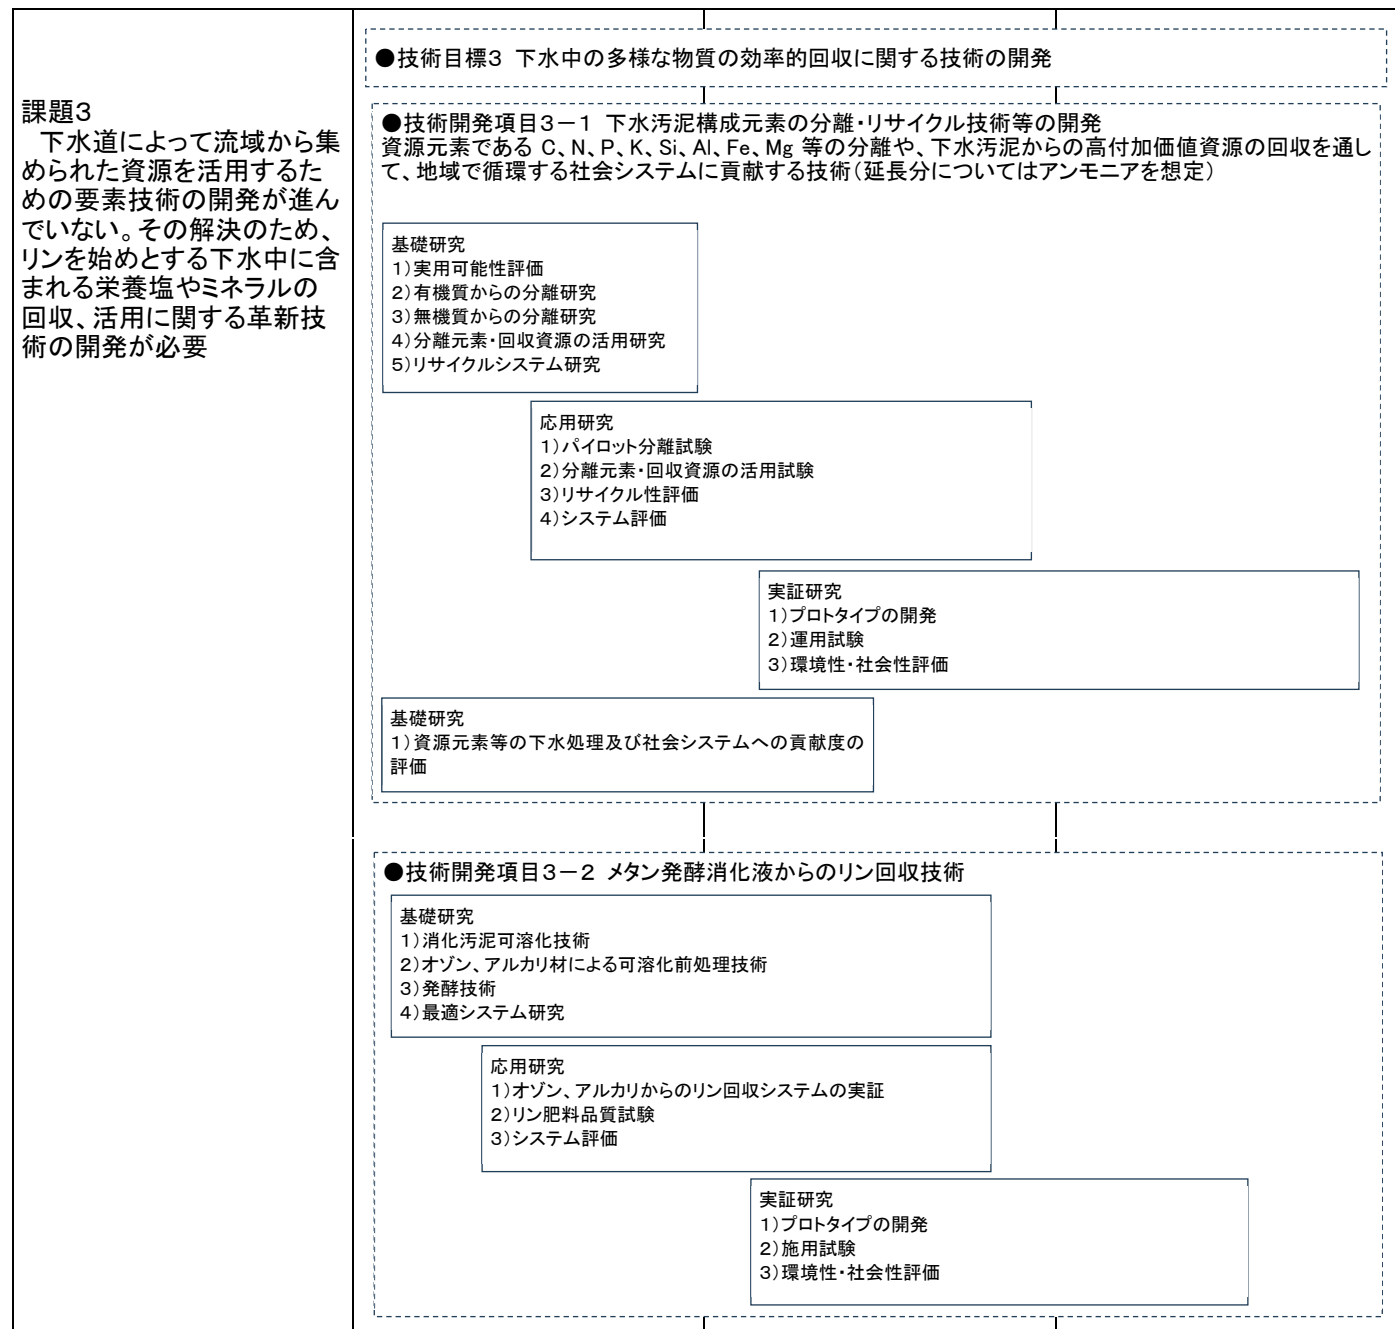 課題3
下水道によって流域から集
められた資源を活用するた
めの要素技術の開発が進ん
でいない。その解決のため、
リンを始めとする下水中に含
まれる栄養塩やミネラルの
回収、活用に関する革新技
術の開発が必要
●技術目標3 下水中の多様な物質の効率的回収に関する技術の開発
●技術開発項目3-1 下水汚泥構成元素の分離・リサイクル技術等の開発
資源元素である C、N、P、K、Si、Al、Fe、Mg 等の分離や、下水汚泥からの高付加価値資源の回収を通し
て、地域で循環する社会システムに貢献する技術(延長分についてはアンモニアを想定)
基礎研究
1)実用可能性評価
2)有機質からの分離研究
3)無機質からの分離研究
4)分離元素・回収資源の活用研究
5)リサイクルシステム研究
応用研究
1)パイロット分離試験
2)分離元素・回収資源の活用試験
3)リサイクル性評価
4)システム評価
実証研究
1)プロトタイプの開発
2)運用試験
3)環境性・社会性評価
基礎研究
1)資源元素等の下水処理及び社会システムへの貢献度の
評価
●技術開発項目3-2 メタン発酵消化液からのリン回収技術
基礎研究
1)消化汚泥可溶化技術
2)オゾン、アルカリ材による可溶化前処理技術
3)発酵技術
4)最適システム研究
応用研究
1)オゾン、アルカリからのリン回収システムの実証
2)リン肥料品質試験
3)システム評価
実証研究
1)プロトタイプの開発
2)施用試験
3)環境性・社会性評価